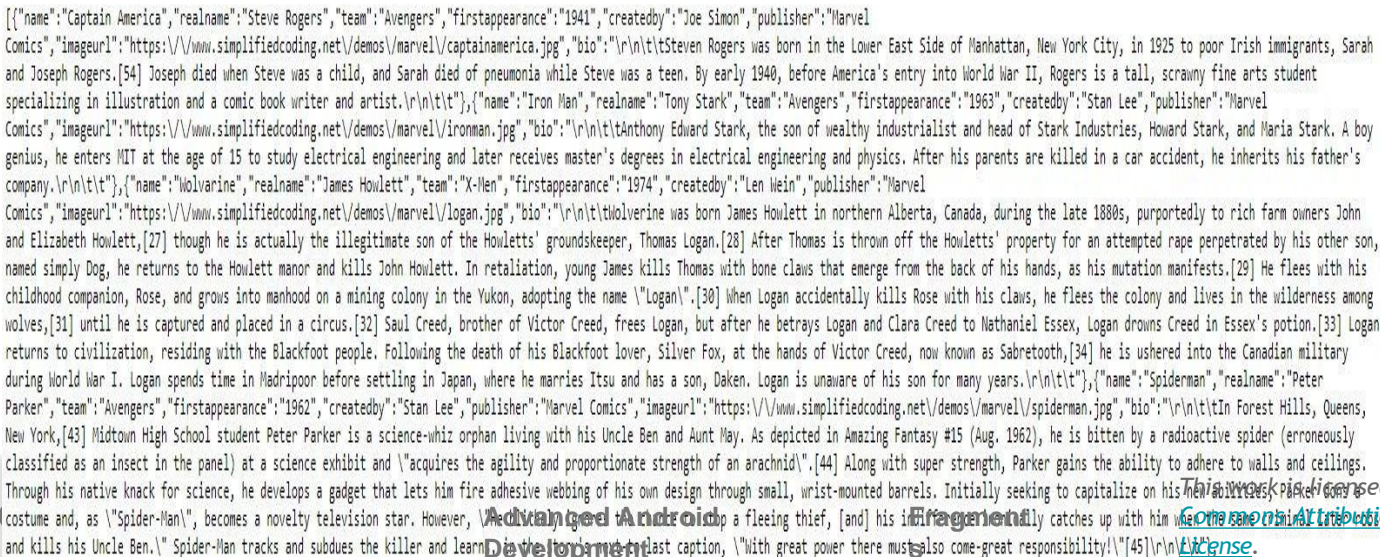 [{"name":"Captain America","realname":"Steve Rogers","team":"Avengers","firstappearance":"1941","createdby":"Joe Simon","publisher":"Marvel
Comics","imageurl":"https:\/\/www.simplifiedcoding.net\/demos\/marvel\/captainamerica.jpg","bio":"\r\n\t\tSteven Rogers was born in the Lower East Side of Manhattan, New York City, in 1925 to poor Irish immigrants, Sarah
and Joseph Rogers.[54] Joseph died when Steve was a child, and Sarah died of pneumonia while Steve was a teen. By early 1940, before America's entry into World War II, Rogers is a tall, scrawny fine arts student
specializing in illustration and a comic book writer and artist.\r\n\t\t"},{"name":"Iron Man","realname":"Tony Stark","team":"Avengers","firstappearance":"1963","createdby":"Stan Lee","publisher":"Marvel
Comics","imageurl":"https:\/\/www.simplifiedcoding.net\/demos\/marvel\/ironman.jpg","bio":"\r\n\t\tAnthony Edward Stark, the son of wealthy industrialist and head of Stark Industries, Howard Stark, and Maria Stark. A boy
genius, he enters MIT at the age of 15 to study electrical engineering and later receives master's degrees in electrical engineering and physics. After his parents are killed in a car accident, he inherits his father's
company.\r\n\t\t"},{"name":"Wolvarine","realname":"James Howlett","team":"X-Men","firstappearance":"1974","createdby":"Len Wein","publisher":"Marvel
Comics","imageurl":"https:\/\/www.simplifiedcoding.net\/demos\/marvel\/logan.jpg","bio":"\r\n\t\tWolverine was born James Howlett in northern Alberta, Canada, during the late 1880s, purportedly to rich farm owners John
and Elizabeth Howlett,[27] though he is actually the illegitimate son of the Howletts' groundskeeper, Thomas Logan.[28] After Thomas is thrown off the Howletts' property for an attempted rape perpetrated by his other son,
named simply Dog, he returns to the Howlett manor and kills John Howlett. In retaliation, young James kills Thomas with bone claws that emerge from the back of his hands, as his mutation manifests.[29] He flees with his
childhood companion, Rose, and grows into manhood on a mining colony in the Yukon, adopting the name \"Logan\".[30] When Logan accidentally kills Rose with his claws, he flees the colony and lives in the wilderness among
wolves,[31] until he is captured and placed in a circus.[32] Saul Creed, brother of Victor Creed, frees Logan, but after he betrays Logan and Clara Creed to Nathaniel Essex, Logan drowns Creed in Essex's potion.[33] Logan
returns to civilization, residing with the Blackfoot people. Following the death of his Blackfoot lover, Silver Fox, at the hands of Victor Creed, now known as Sabretooth,[34] he is ushered into the Canadian military
during World War I. Logan spends time in Madripoor before settling in Japan, where he marries Itsu and has a son, Daken. Logan is unaware of his son for many years.\r\n\t\t"},{"name":"Spiderman","realname":"Peter
Parker","team":"Avengers","firstappearance":"1962","createdby":"Stan Lee","publisher":"Marvel Comics","imageurl":"https:\/\/www.simplifiedcoding.net\/demos\/marvel\/spiderman.jpg","bio":"\r\n\t\tIn Forest Hills, Queens,
New York,[43] Midtown High School student Peter Parker is a science-whiz orphan living with his Uncle Ben and Aunt May. As depicted in Amazing Fantasy #15 (Aug. 1962), he is bitten by a radioactive spider (erroneously
classified as an insect in the panel) at a science exhibit and \"acquires the agility and proportionate strength of an arachnid\".[44] Along with super strength, Parker gains the ability to adhere to walls and ceilings.
Through his native knack for science, he develops a gadget that lets him fire adhesive webbing of his own design through small, wrist-mounted barrels. Initially seeking to capitalize on his new abilities, Parker dons a
This work is license
costume and, as \"Spider-Man\", becomes a novelty television star. However, a fleeing thief, [and] his catches up with him
Advanced Android Fragment Commons Attributi
and kills his Uncle Ben.\" Spider-Man tracks and subdues the killer and last caption, \"With great power there must also come-great responsibility!\"[45]\r\n\t\t"
Development s License.